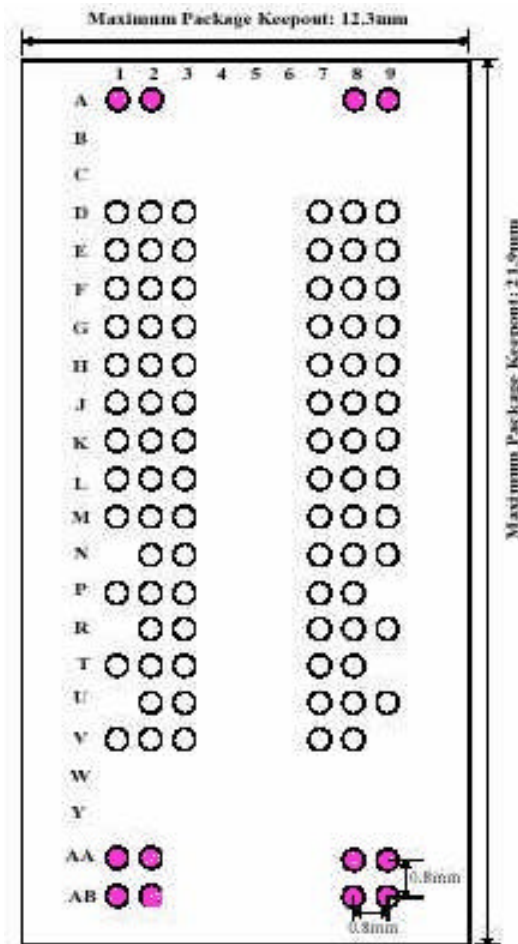 Maximum Package Keepout: 12.3mm
1 2 3 4 5 6 7 8 9
A
B
C
D
E
F
G
H
J
K
L
M
N
P
R
T
U
V
W
Y
AA
AB
0.8mm
0.8mm
Maximum Package Keepout: 21.9mm